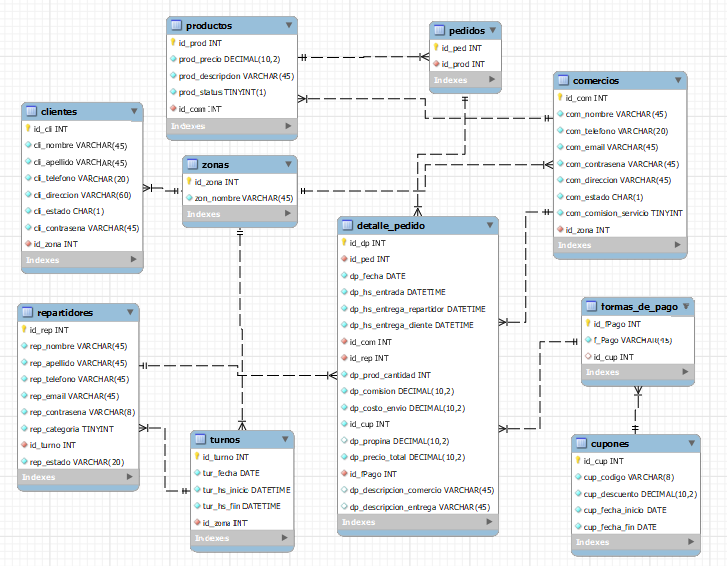 productos
id_prod INT
prod_precio DECIMAL(10,2)
prod_descripcion VARCHAR(45)
prod_status TINYINT(1)
id_com INT
Indexes
pedidos
id_ped INT
id_prod INT
Indexes
comercios
id_com INT
com_nombre VARCHAR(45)
com_telefono VARCHAR(20)
com_email VARCHAR(45)
com_contrasena VARCHAR(45)
com_direccion VARCHAR(45)
com_estado CHAR(1)
com_comision_servicio TINYINT
id_zona INT
Indexes
clientes
id_cli INT
cli_nombre VARCHAR(45)
cli_apellido VARCHAR(45)
cli_telefono VARCHAR(20)
cli_direccion VARCHAR(60)
cli_estado CHAR(1)
cli_contrasena VARCHAR(45)
id_zona INT
Indexes
zonas
id_zona INT
zon_nombre VARCHAR(45)
Indexes
detalle_pedido
id_dp INT
id_ped INT
dp_fecha DATE
dp_hs_entrada DATETIME
dp_hs_entrega_repartidor DATETIME
dp_hs_entrega_cliente DATETIME
id_com INT
id_rep INT
dp_prod_cantidad INT
dp_comision DECIMAL(10,2)
dp_costo_envio DECIMAL(10,2)
id_cup INT
dp_propina DECIMAL(10,2)
dp_precio_total DECIMAL(10,2)
id_fPago INT
dp_descripcion_comercio VARCHAR(45)
dp_descripcion_entrega VARCHAR(45)
Indexes
repartidores
id_rep INT
rep_nombre VARCHAR(45)
rep_apellido VARCHAR(45)
rep_telefono VARCHAR(45)
rep_email VARCHAR(45)
rep_contrasena VARCHAR(8)
rep_categoria TINYINT
id_turno INT
rep_estado VARCHAR(20)
Indexes
formas_de_pago
id_fPago INT
f_Pago VARCHAR(45)
id_cup INT
Indexes
turnos
id_turno INT
tur_fecha DATE
tur_hs_inicio DATETIME
tur_hs_fin DATETIME
id_zona INT
Indexes
cupones
id_cup INT
cup_codigo VARCHAR(8)
cup_descuento DECIMAL(10,2)
cup_fecha_inicio DATE
cup_fecha_fin DATE
Indexes